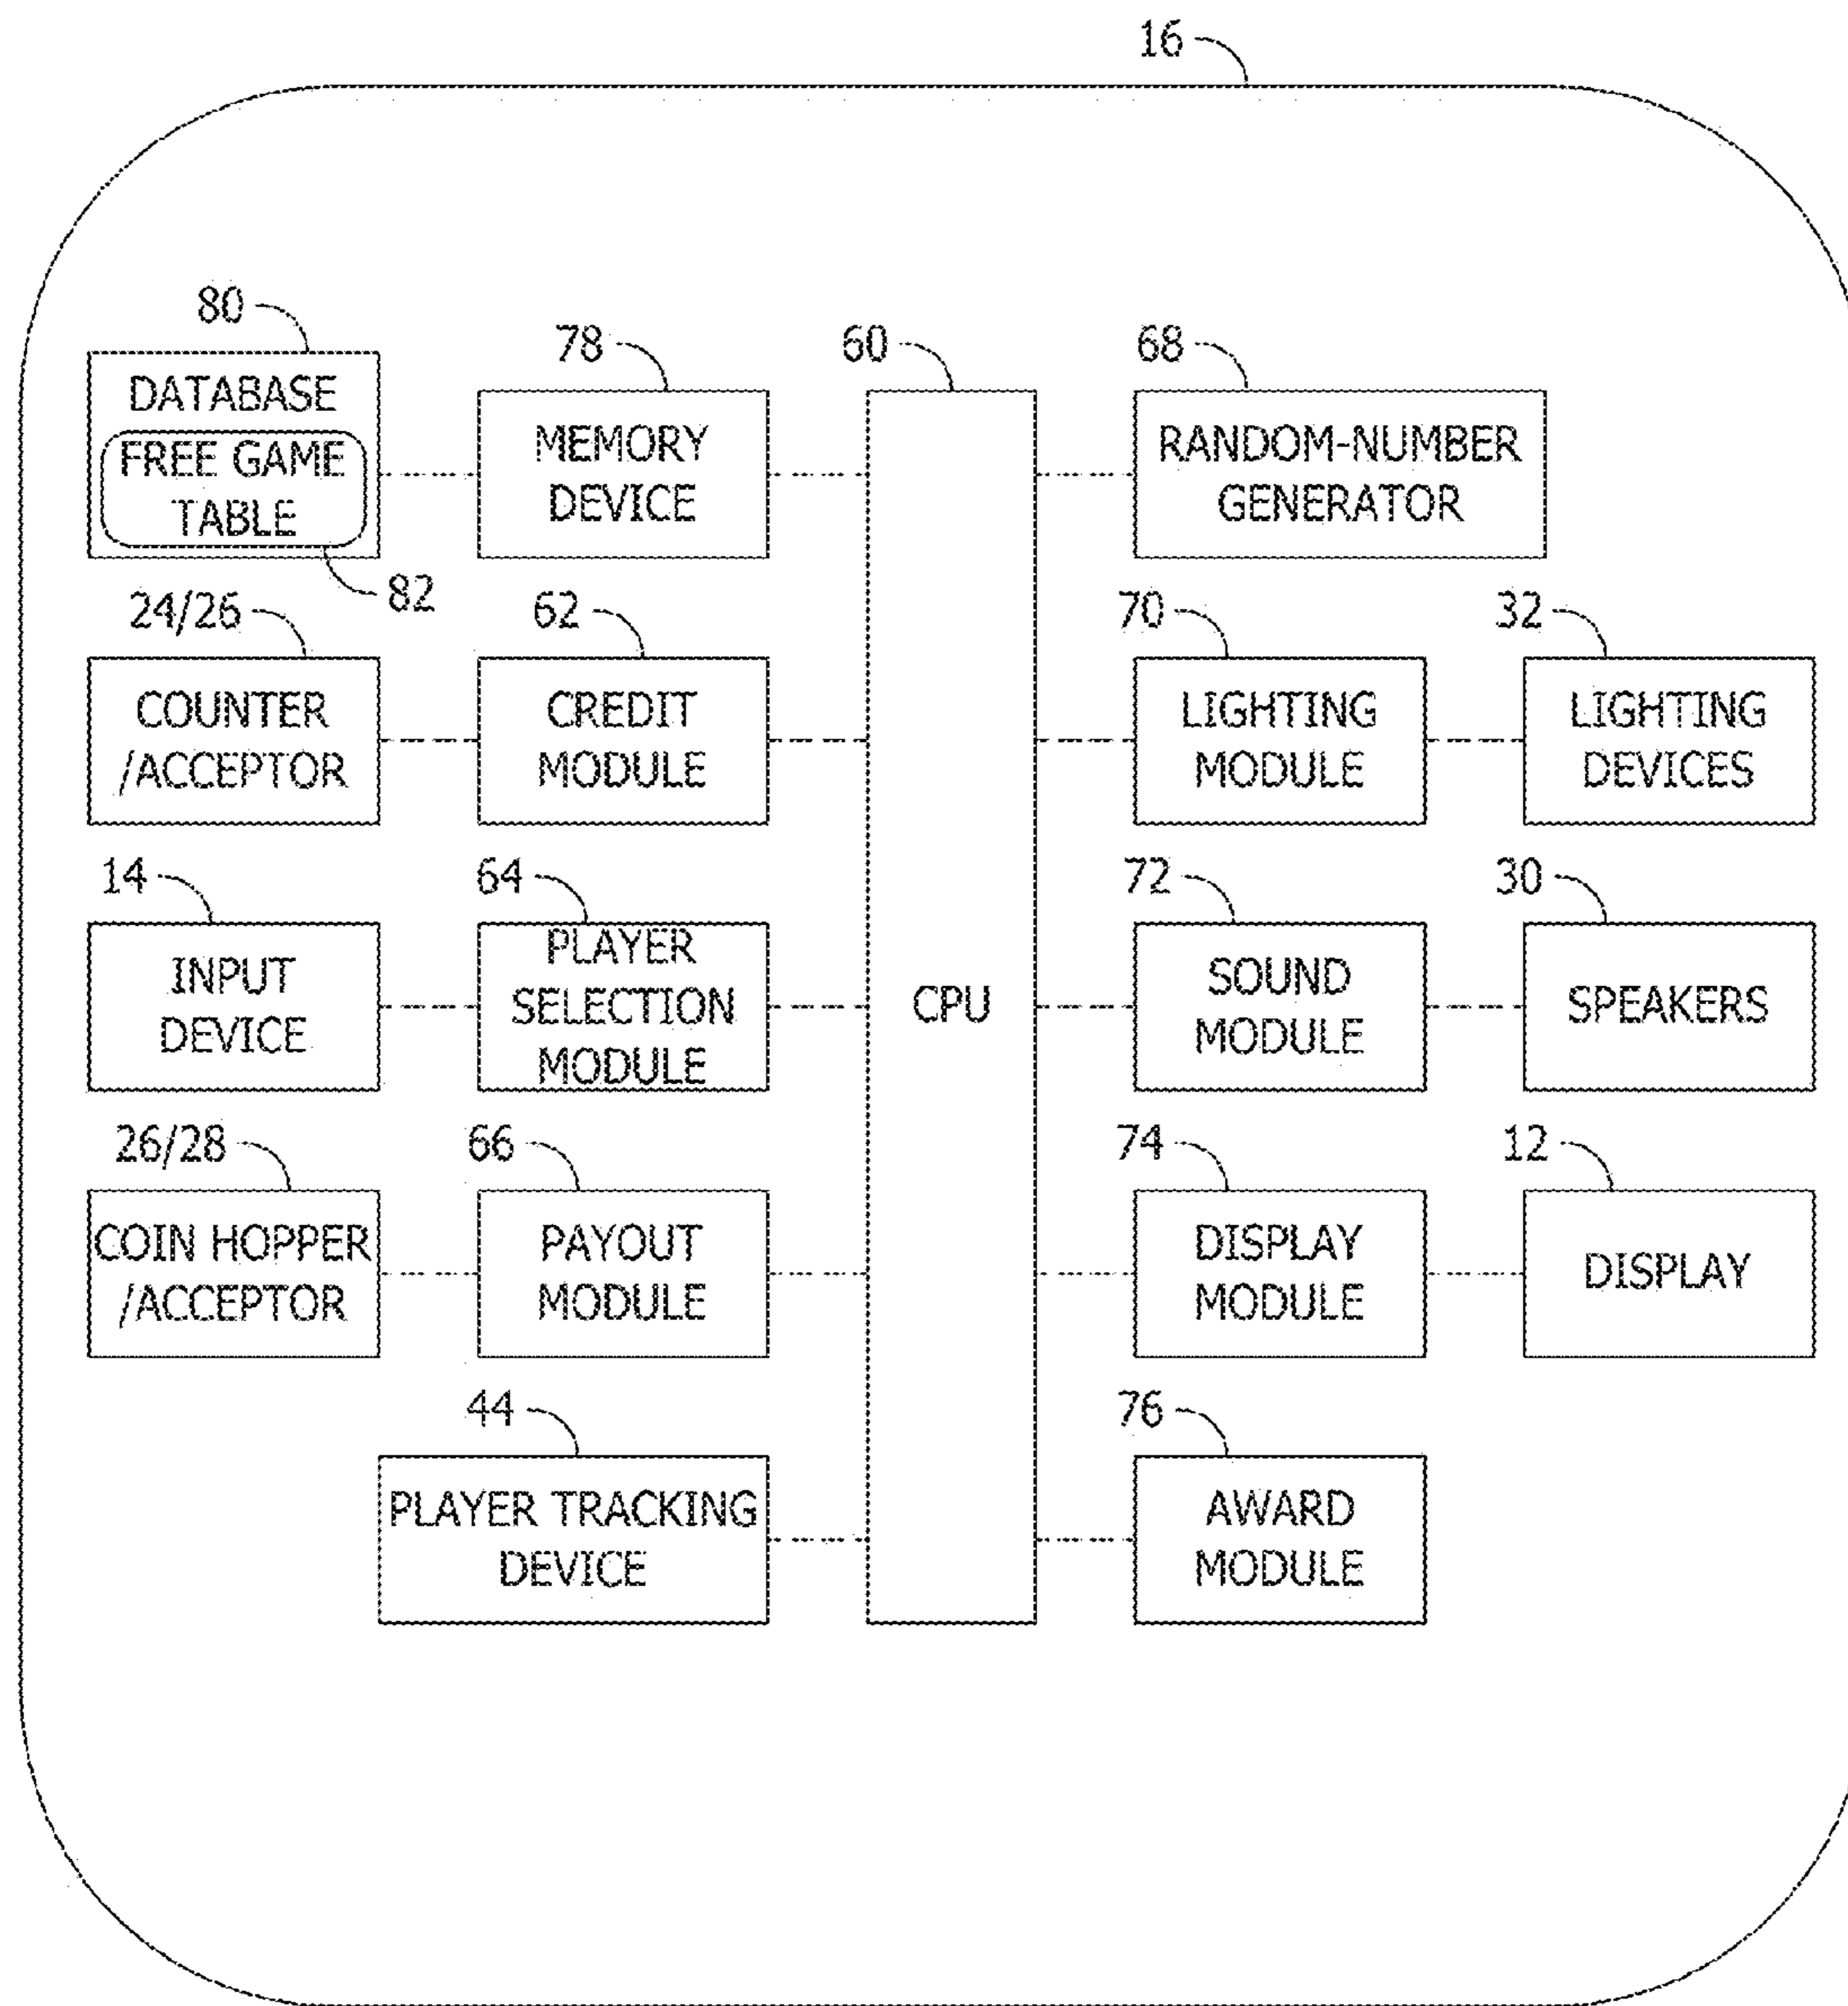 16
80
DATABASE
FREE GAME
TABLE
82
78
MEMORY
DEVICE
60
CPU
68
RANDOM-NUMBER
GENERATOR
24/26
COUNTER
/ACCEPTOR
62
CREDIT
MODULE
70
LIGHTING
MODULE
32
LIGHTING
DEVICES
14
INPUT
DEVICE
64
PLAYER
SELECTION
MODULE
72
SOUND
MODULE
30
SPEAKERS
26/28
COIN HOPPER
/ACCEPTOR
66
PAYOUT
MODULE
74
DISPLAY
MODULE
12
DISPLAY
44
PLAYER TRACKING
DEVICE
76
AWARD
MODULE